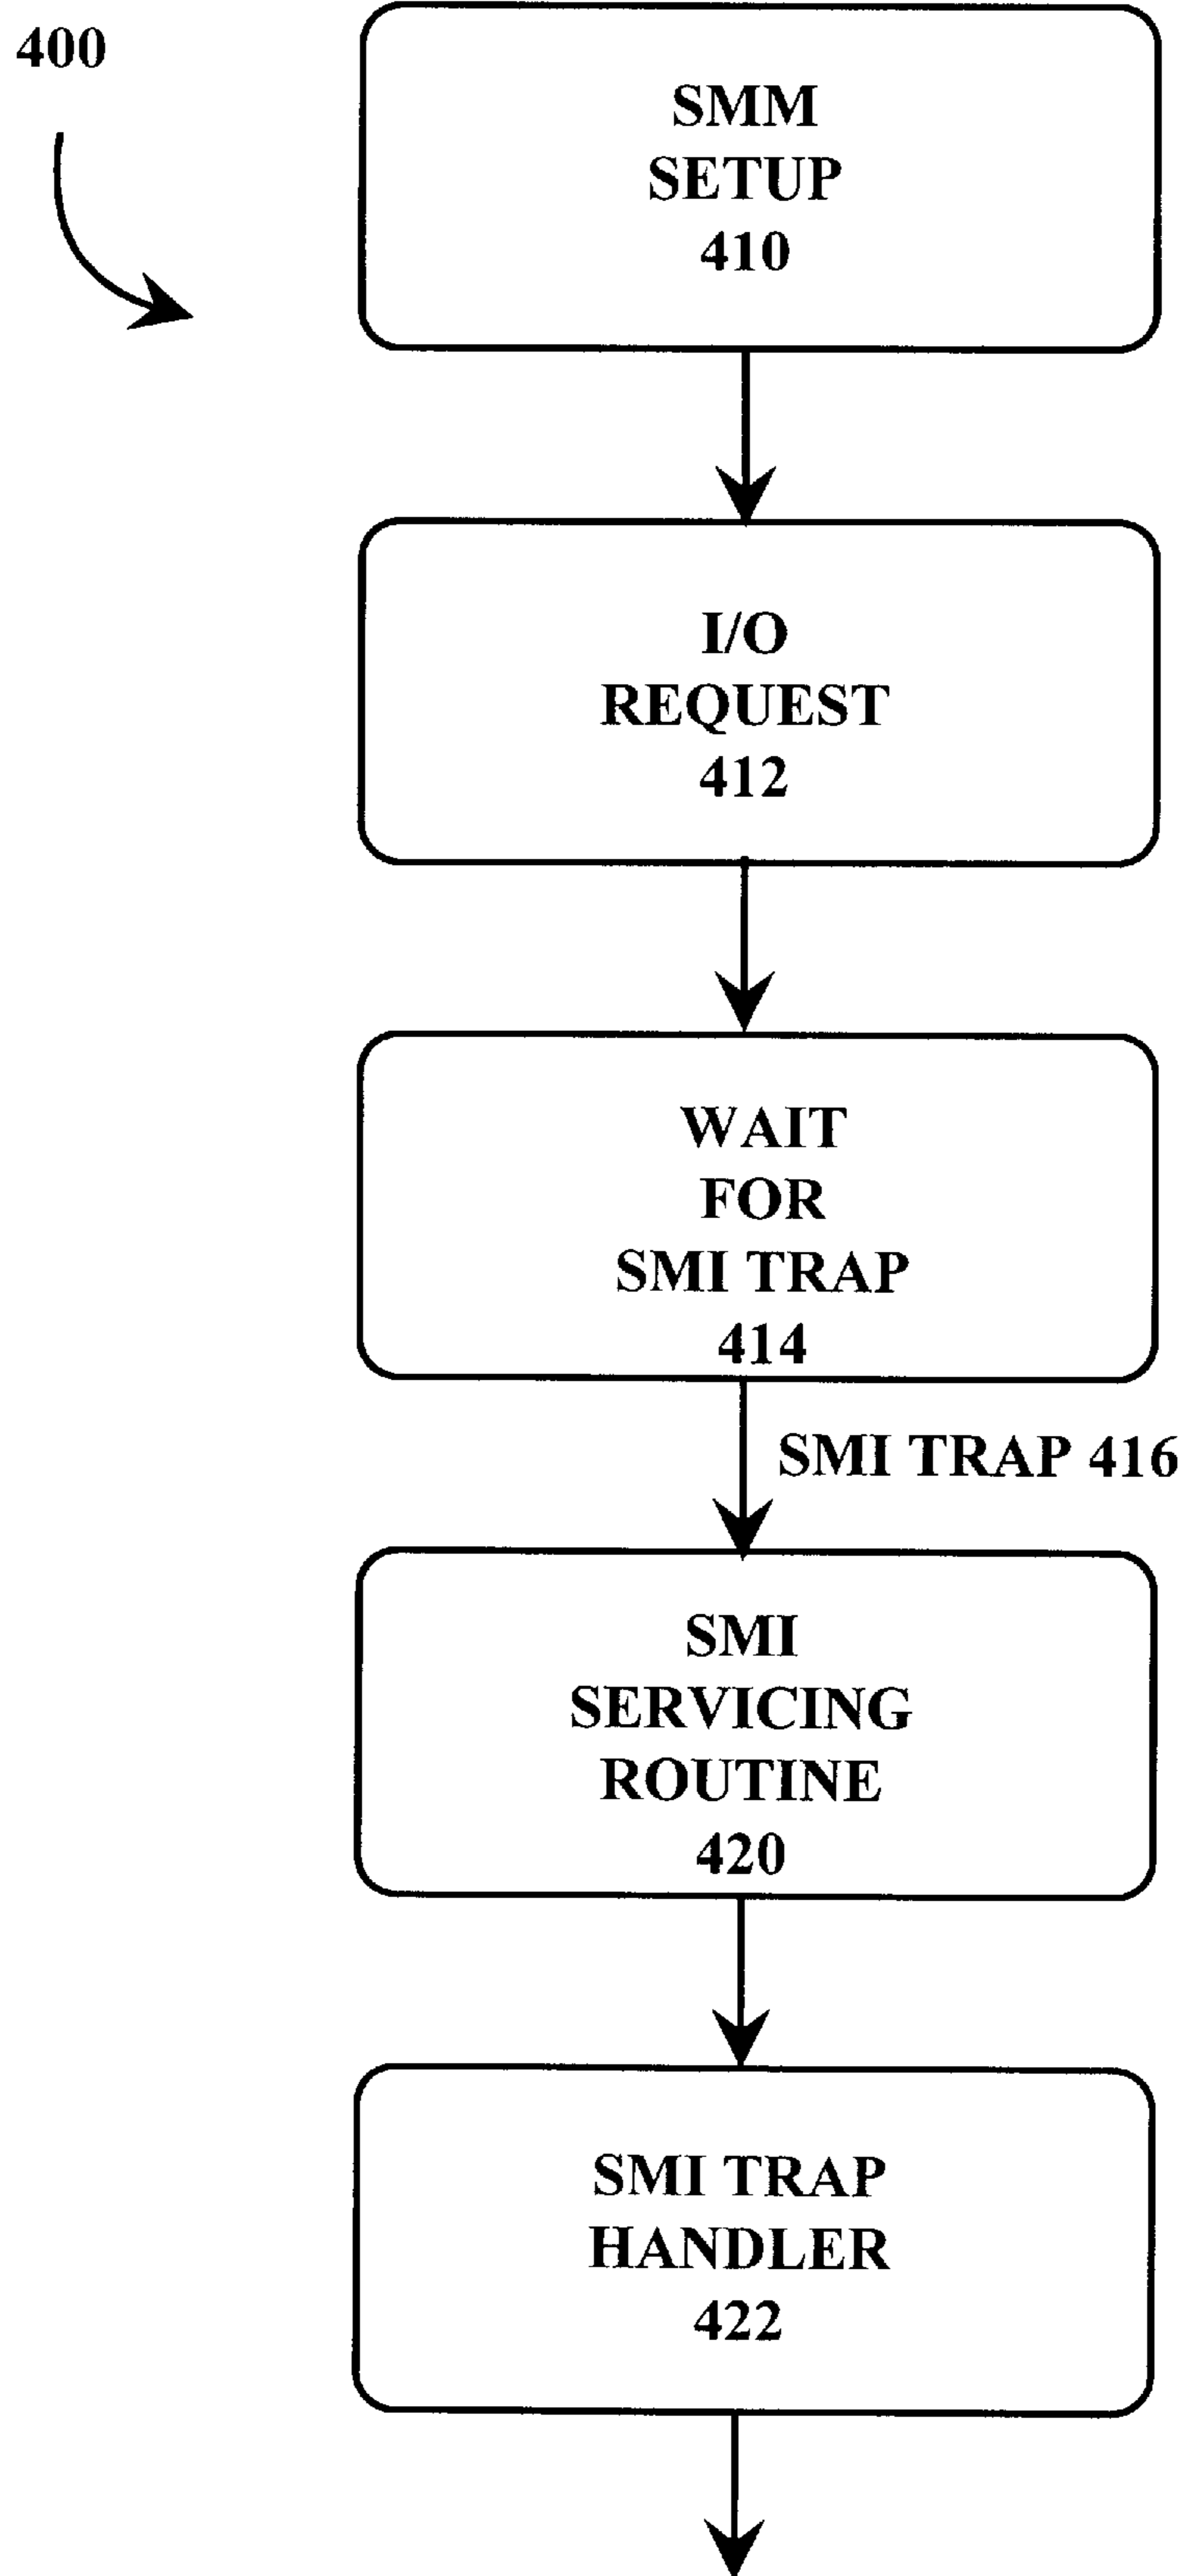 400
SMM
SETUP
410
I/O
REQUEST
412
WAIT
FOR
SMI TRAP
414
SMI TRAP 416
SMI
SERVICING
ROUTINE
420
SMI TRAP
HANDLER
422